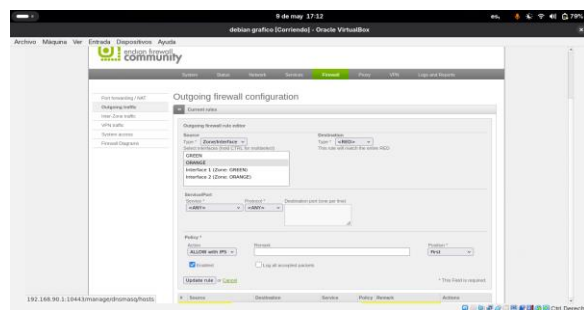 9 de may 17:12
es
79%
debian grafico [Corriendo] - Oracle VirtualBox
Archivo Máquina Ver Entrada Dispositivos Ayuda
endian firewall
community
System Status Network Services Firewall Proxy VPN Logs and Reports
Port forwarding / NAT
Outgoing traffic
Inter-Zone traffic
VPN traffic
System access
Firewall Diagrams
Outgoing firewall configuration
Current rules
Outgoing firewall rule editor
Source Destination
Type * Zone/Interface Type * <RED>
Select interfaces (hold CTRL for multiselect) This rule will match the entire RED
GREEN
ORANGE
Interface 1 (Zone: GREEN)
Interface 2 (Zone: ORANGE)
Service/Port
Service * Protocol * Destination port (one per line)
<ANY> <ANY>
Policy *
Action Remark Position *
ALLOW with IPS First
Enabled Log all accepted packets
Update rule or Cancel * This Field is required.
# Source Destination Service Policy Remark Actions
192.168.90.1:10443/manage/dnsmasq/hosts
Ctrl Derecho